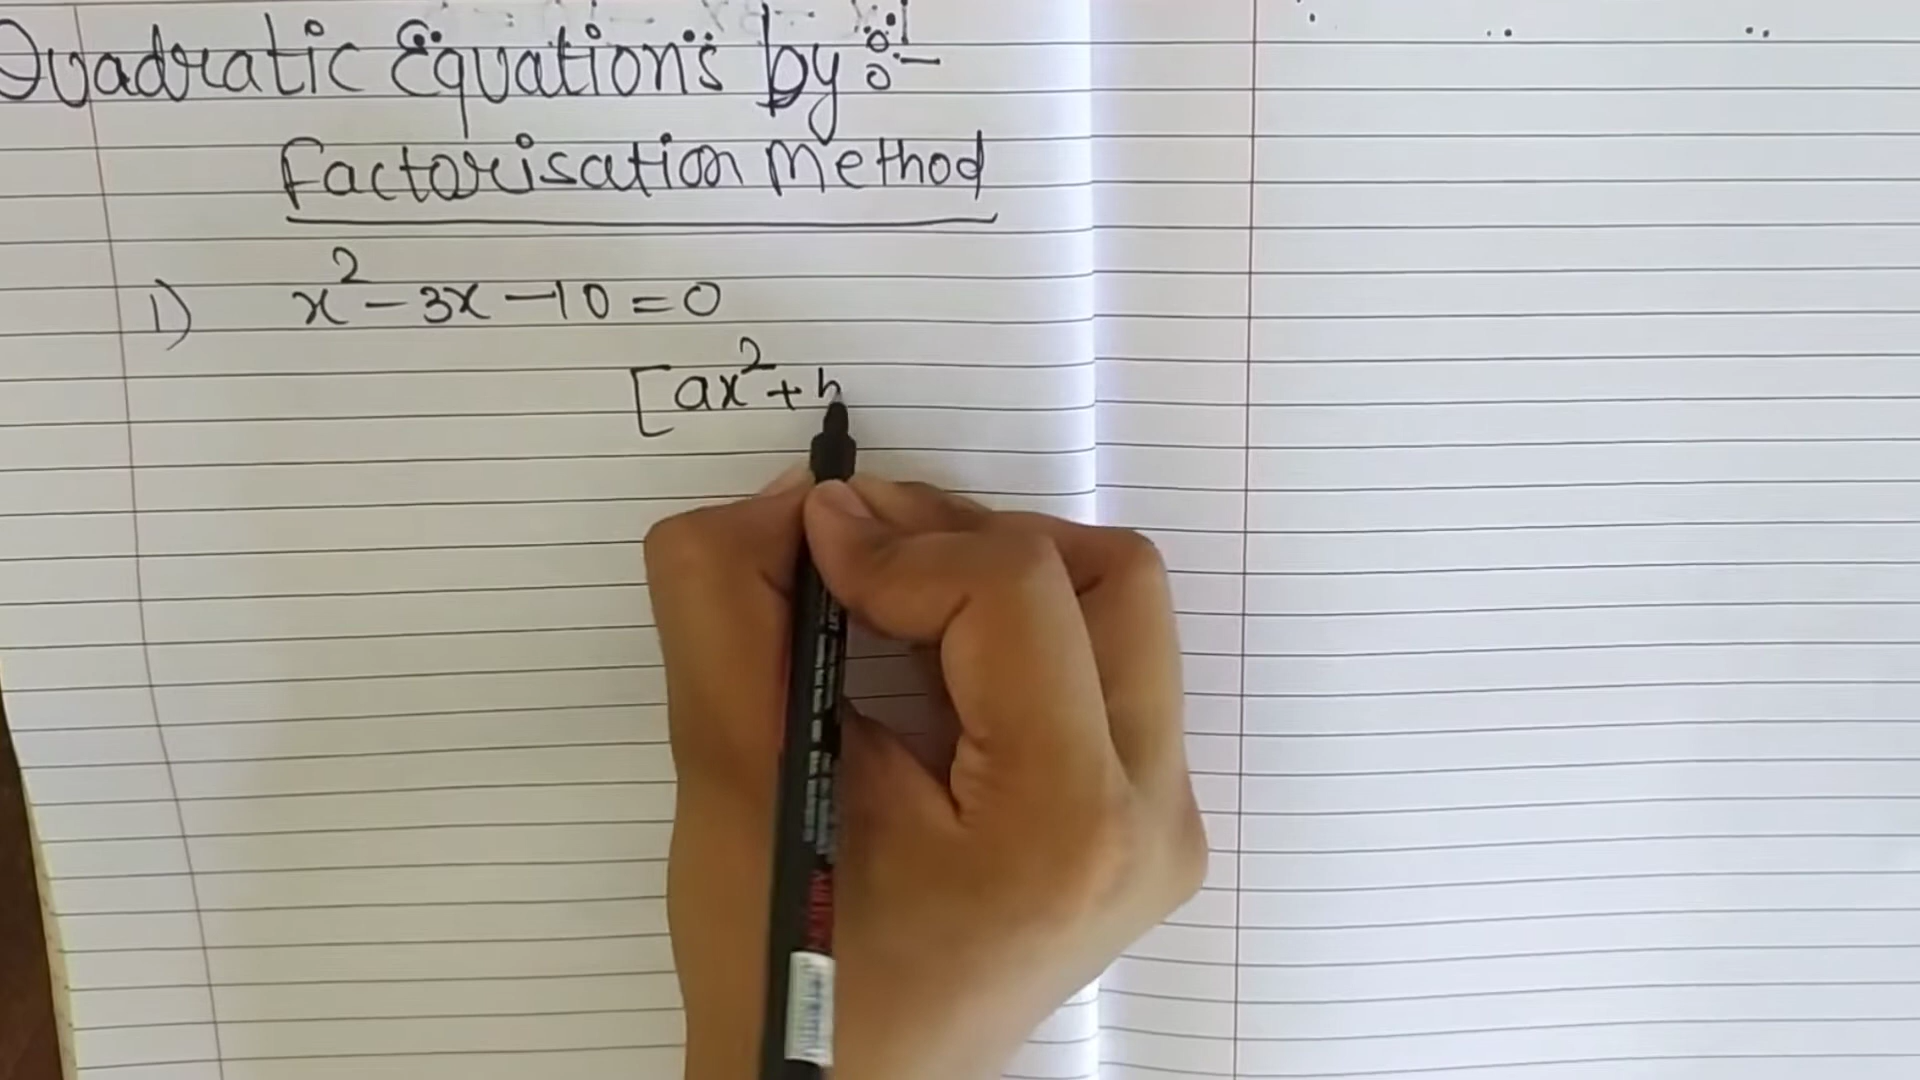 Quadratic Equations by :-
Factorisation Method
1) x² - 3x - 10 = 0
[ax² + b